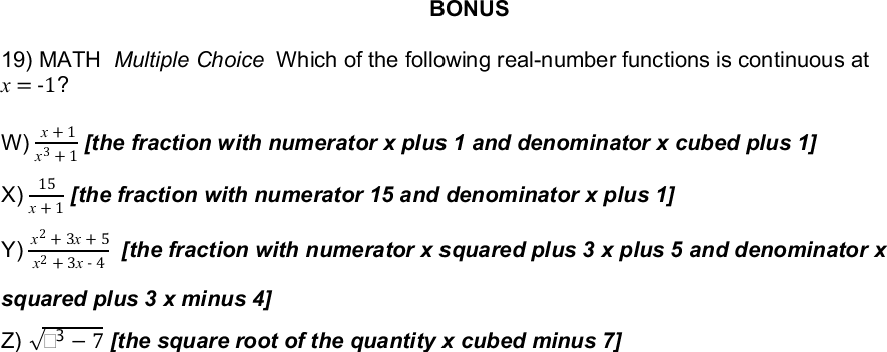 BONUS
19) MATH Multiple Choice Which of the following real-number functions is continuous at
x = -1?
W) \frac{x + 1}{x^3 + 1} [the fraction with numerator x plus 1 and denominator x cubed plus 1]
X) \frac{15}{x + 1} [the fraction with numerator 15 and denominator x plus 1]
Y) \frac{x^2 + 3x + 5}{x^2 + 3x - 4} [the fraction with numerator x squared plus 3 x plus 5 and denominator x
squared plus 3 x minus 4]
Z) \sqrt{□^3 − 7} [the square root of the quantity x cubed minus 7]